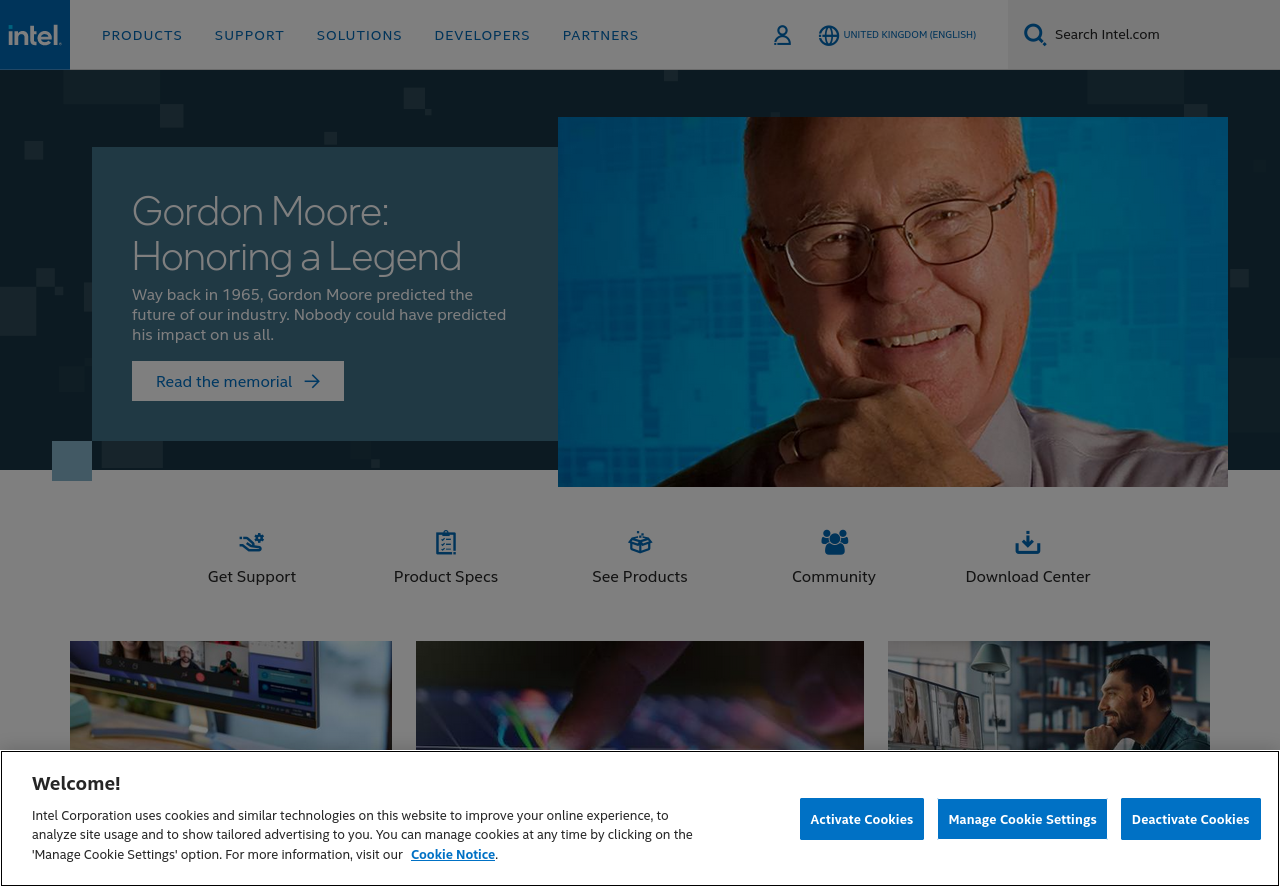 intel.
PRODUCTS
SUPPORT
SOLUTIONS
DEVELOPERS
PARTNERS
UNITED KINGDOM (ENGLISH)
Search Intel.com
Gordon Moore:
Honoring a Legend
Way back in 1965, Gordon Moore predicted the
future of our industry. Nobody could have predicted
his impact on us all.
Read the memorial
Get Support
Product Specs
See Products
Community
Download Center
Welcome!
Intel Corporation uses cookies and similar technologies on this website to improve your online experience, to
analyze site usage and to show tailored advertising to you. You can manage cookies at any time by clicking on the
'Manage Cookie Settings' option. For more information, visit our Cookie Notice.
Activate Cookies
Manage Cookie Settings
Deactivate Cookies